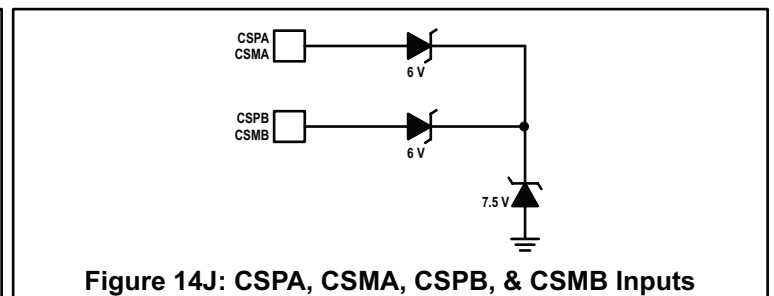 CSPA
CSMA
6 V
CSPB
CSMB
6 V
7.5 V
Figure 14J: CSPA, CSMA, CSPB, & CSMB Inputs